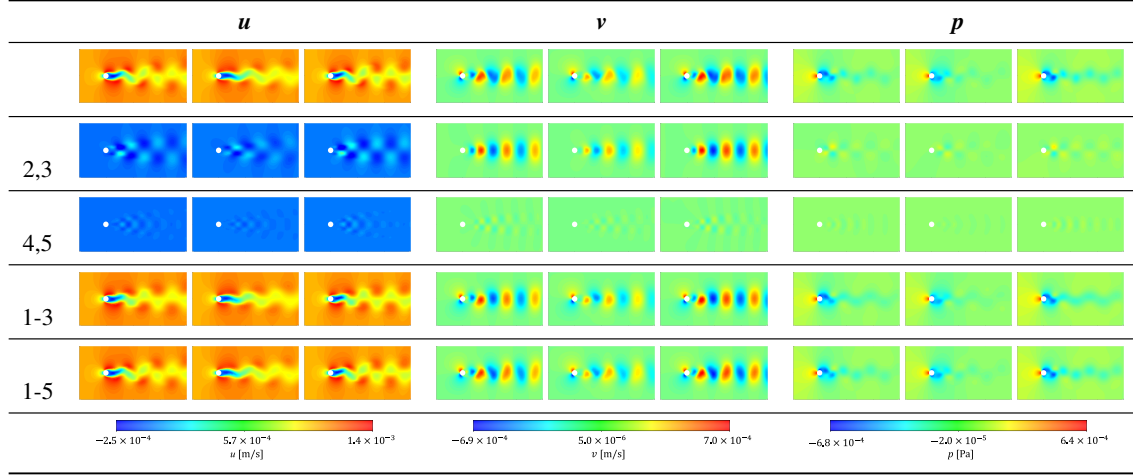 u v p
2,3
4,5
1-3
1-5
−2.5 × 10⁻⁴ 5.7 × 10⁻⁴ 1.4 × 10⁻³ −6.9 × 10⁻⁴ 5.0 × 10⁻⁶ 7.0 × 10⁻⁴ −6.8 × 10⁻⁴ −2.0 × 10⁻⁵ 6.4 × 10⁻⁴
u [m/s] v [m/s] p [Pa]